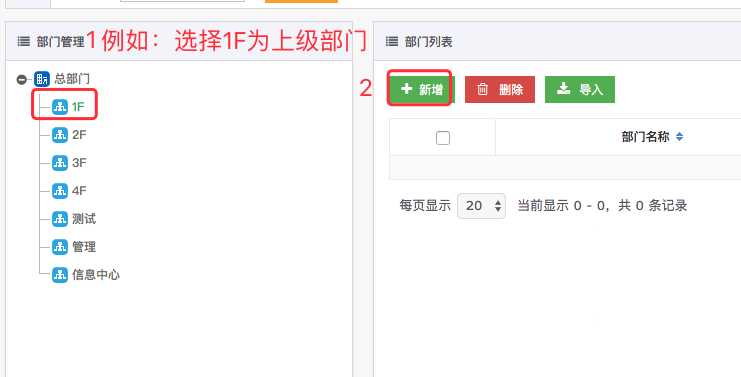 部门管理
1 例如：选择1F为上级部门
总部门
1F
2F
3F
4F
测试
管理
信息中心
部门列表
2
新增 删除 导入
部门名称
每页显示 20 当前显示 0 - 0，共 0 条记录